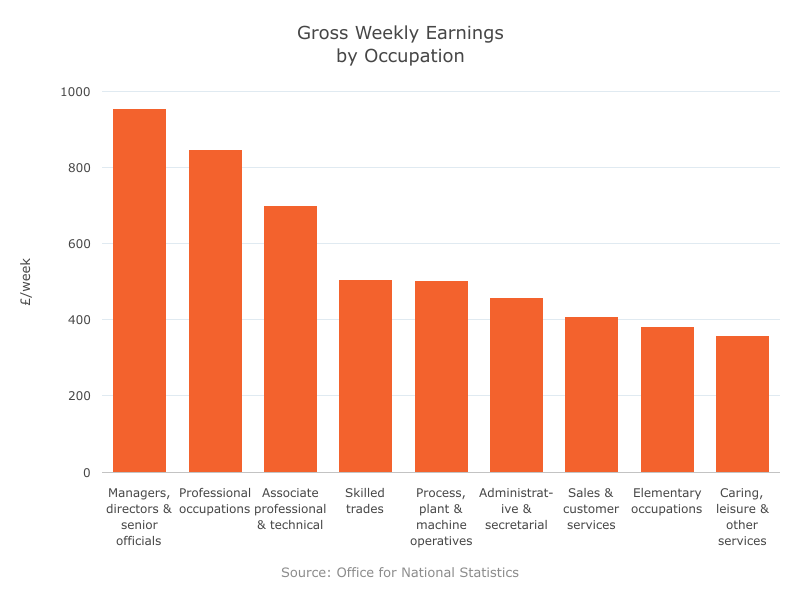 Gross Weekly Earnings
by Occupation
1000
800
600
400
200
0
£/week
Managers,
directors &
senior
officials
Professional
occupations
Associate
professional
& technical
Skilled
trades
Process,
plant &
machine
operatives
Administrat-
ive &
secretarial
Sales &
customer
services
Elementary
occupations
Caring,
leisure &
other
services
Source: Office for National Statistics